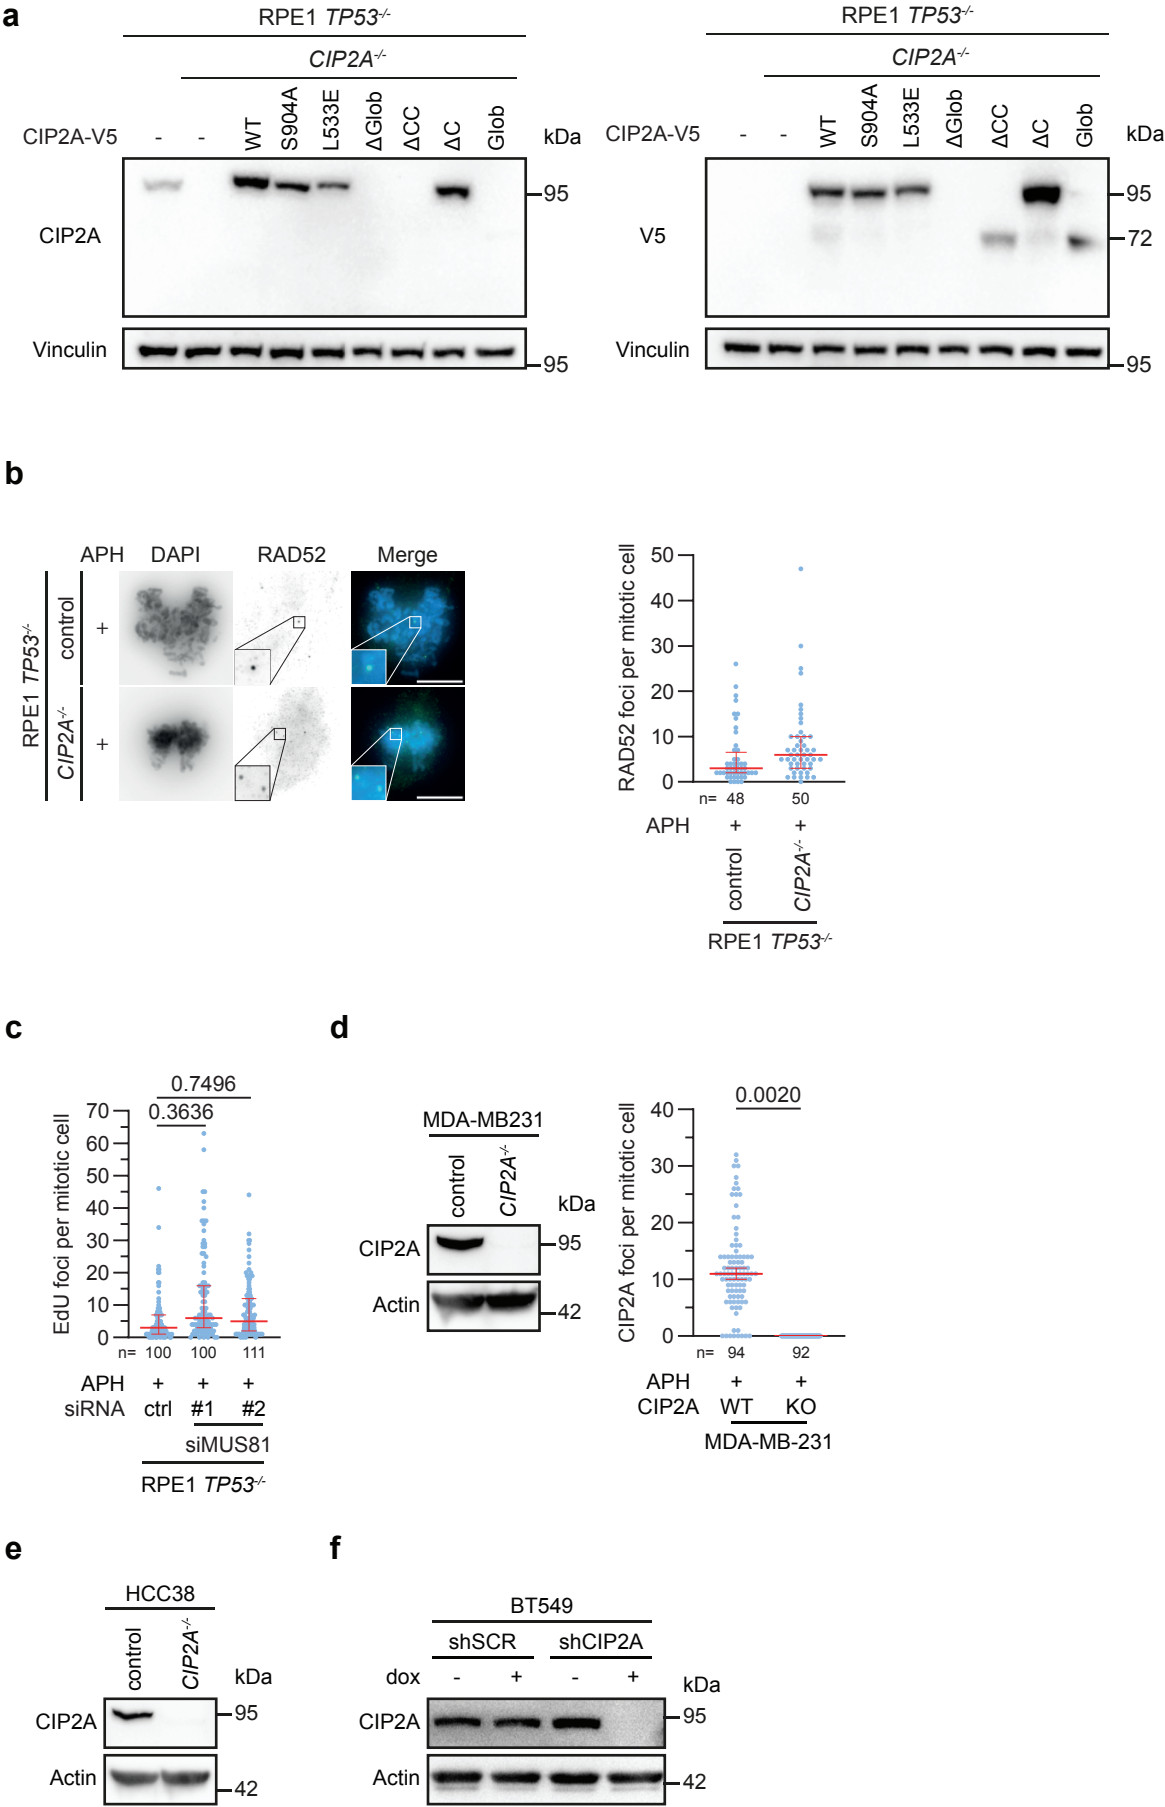 a
RPE1 TP53-/-
CIP2A-/-
CIP2A-V5 - - WT S904A L533E ΔGlob ΔCC ΔC Glob kDa
CIP2A
95
Vinculin
95
RPE1 TP53-/-
CIP2A-/-
CIP2A-V5 - - WT S904A L533E ΔGlob ΔCC ΔC Glob kDa
V5
95
72
Vinculin
95
b
APH DAPI RAD52 Merge
RPE1 TP53-/-
control +
CIP2A-/- +
RAD52 foci per mitotic cell
50
40
30
20
10
0
n= 48 50
APH + +
control CIP2A-/-
RPE1 TP53-/-
c
0.7496
0.3636
EdU foci per mitotic cell
70
60
50
40
30
20
10
0
n= 100 100 111
APH + + +
siRNA ctrl #1 #2
siMUS81
RPE1 TP53-/-
d
MDA-MB231
control CIP2A-/-
kDa
CIP2A 95
Actin 42
0.0020
CIP2A foci per mitotic cell
40
30
20
10
0
n= 94 92
APH + +
CIP2A WT KO
MDA-MB-231
e
HCC38
control CIP2A-/-
kDa
CIP2A 95
Actin 42
f
BT549
shSCR shCIP2A
dox - + - + kDa
CIP2A 95
Actin 42